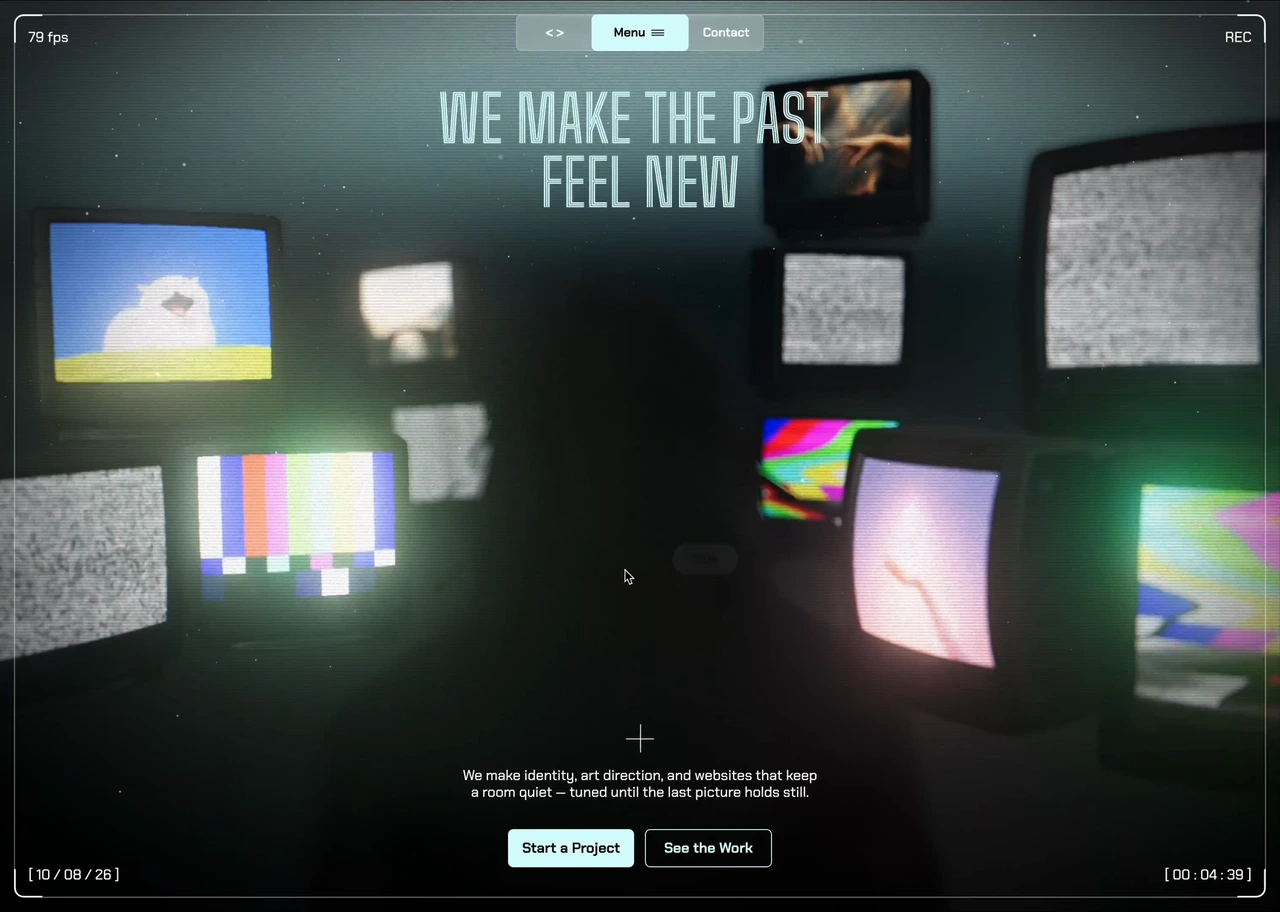 79 fps
<>
Menu
Contact
REC
WE MAKE THE PAST
FEEL NEW
We make identity, art direction, and websites that keep
a room quiet — tuned until the last picture holds still.
Start a Project
See the Work
[ 10 / 08 / 26 ]
[ 00 : 04 : 39 ]